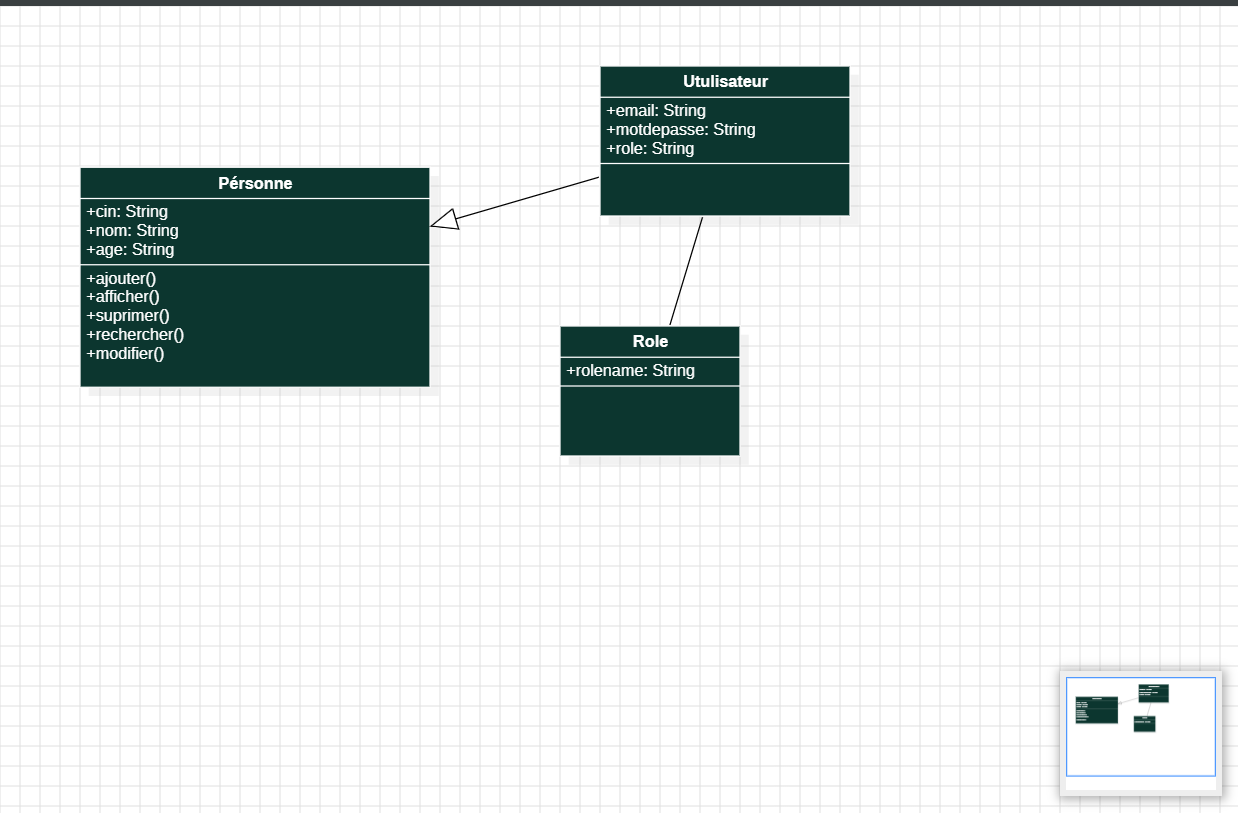 Utulisateur
+email: String
+motdepasse: String
+role: String
Pérsonne
+cin: String
+nom: String
+age: String
+ajouter()
+afficher()
+suprimer()
+rechercher()
+modifier()
Role
+rolename: String